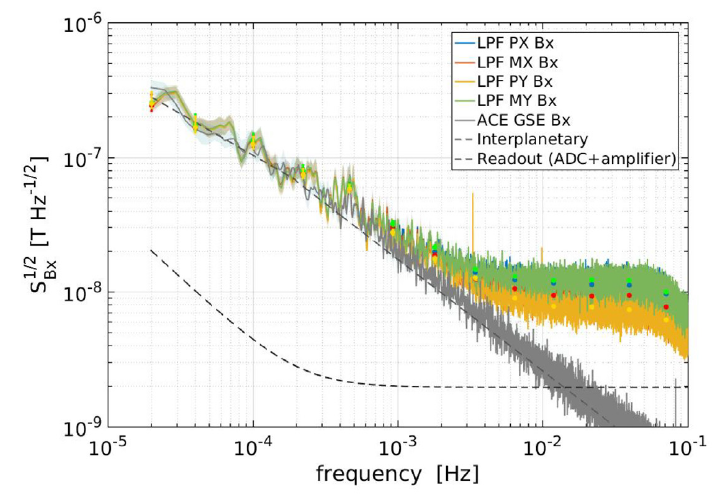 10^-6
10^-7
10^-8
10^-9
S_Bx^1/2 [T Hz^-1/2]
LPF PX Bx
LPF MX Bx
LPF PY Bx
LPF MY Bx
ACE GSE Bx
Interplanetary
Readout (ADC+amplifier)
10^-5 10^-4 10^-3 10^-2 10^-1
frequency [Hz]